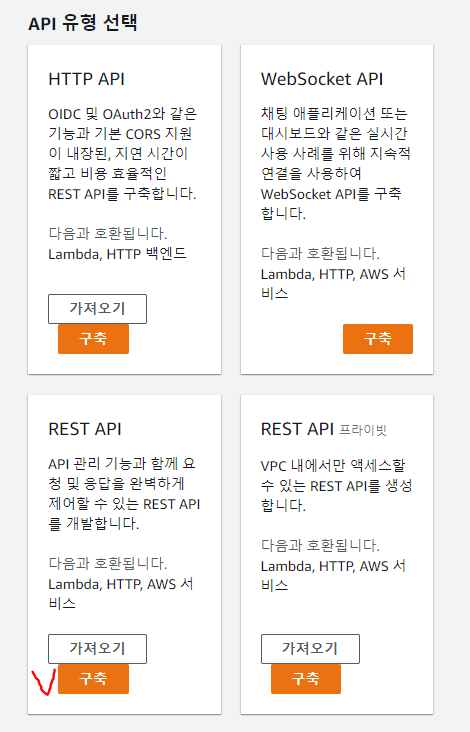 API 유형 선택
HTTP API
OIDC 및 OAuth2와 같은
기능과 기본 CORS 지원
이 내장된, 지연 시간이
짧고 비용 효율적인
REST API를 구축합니다.
다음과 호환됩니다.
Lambda, HTTP 백엔드
가져오기
구축
WebSocket API
채팅 애플리케이션 또는
대시보드와 같은 실시간
사용 사례를 위해 지속적
연결을 사용하여
WebSocket API를 구축
합니다.
다음과 호환됩니다.
Lambda, HTTP, AWS 서
비스
구축
REST API
API 관리 기능과 함께 요
청 및 응답을 완벽하게
제어할 수 있는 REST API
를 개발합니다.
다음과 호환됩니다.
Lambda, HTTP, AWS 서
비스
가져오기
구축
REST API 프라이빗
VPC 내에서만 액세스할
수 있는 REST API를 생성
합니다.
다음과 호환됩니다.
Lambda, HTTP, AWS 서
비스
가져오기
구축